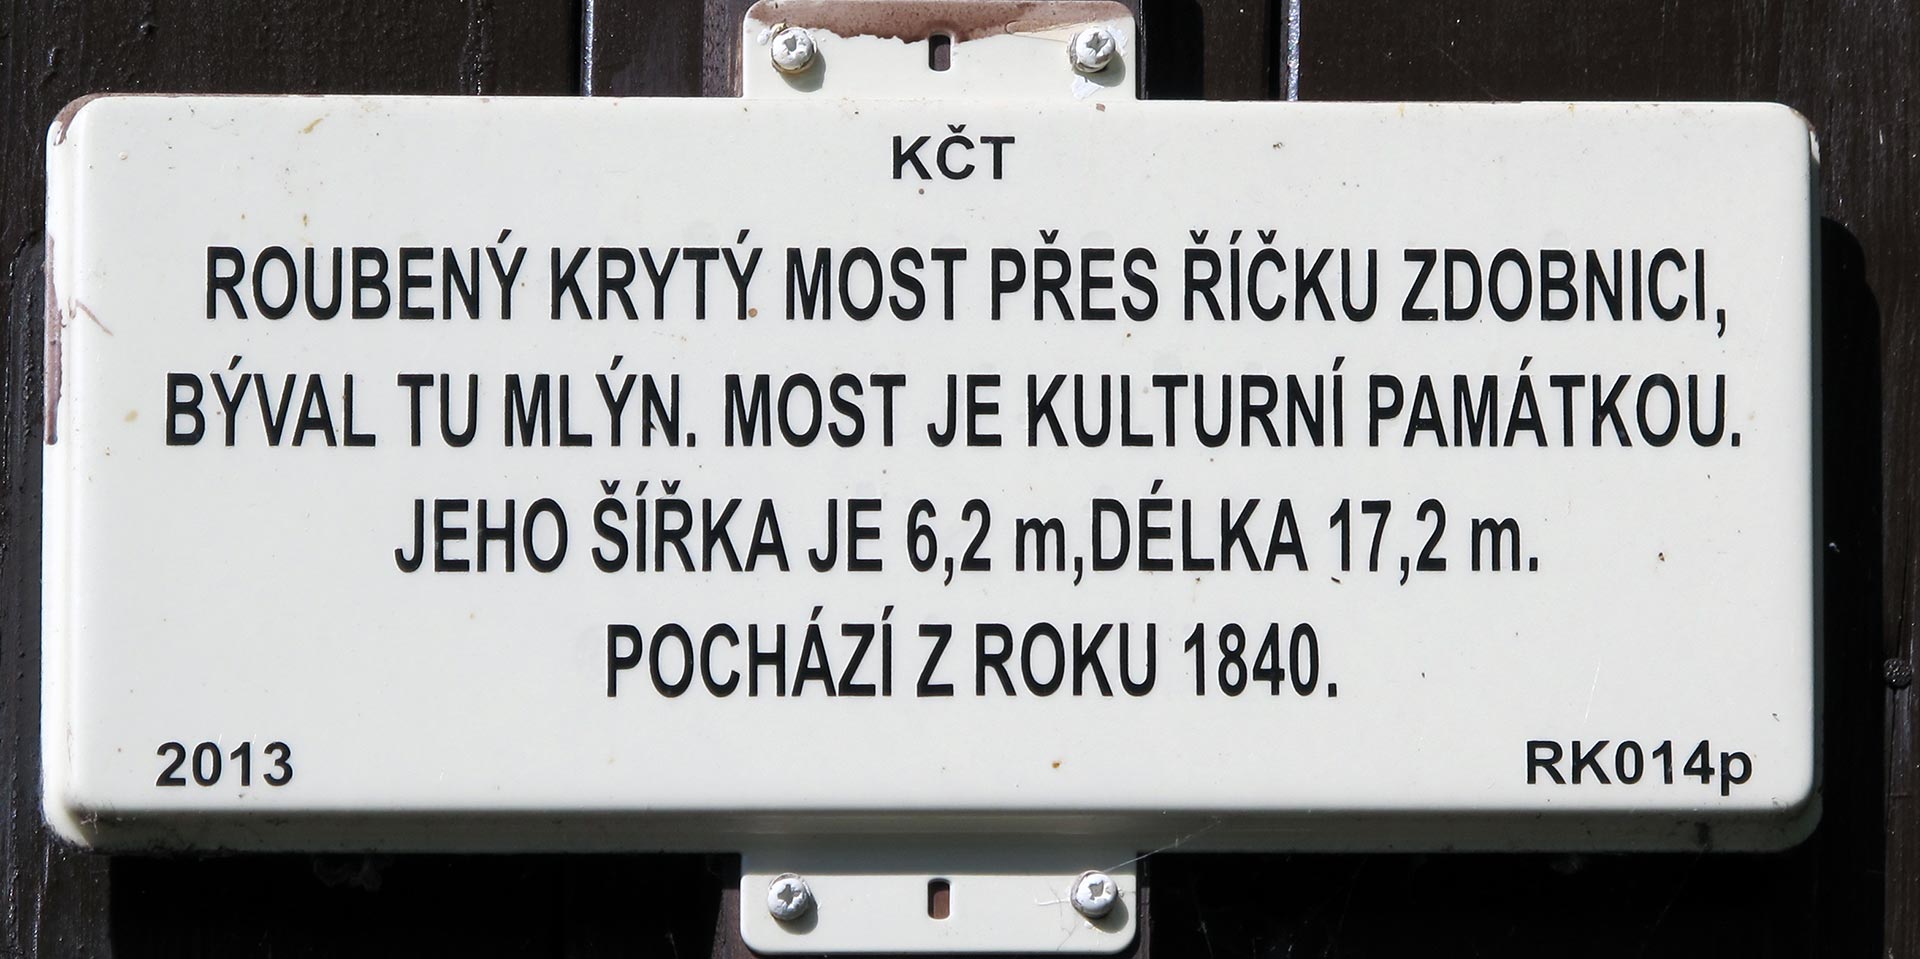 KČT
ROUBENÝ KRYTÝ MOST PŘES ŘÍČKU ZDOBNICI,
BÝVAL TU MLÝN. MOST JE KULTURNÍ PAMÁTKOU.
JEHO ŠÍŘKA JE 6,2 m,DÉLKA 17,2 m.
POCHÁZÍ Z ROKU 1840.
2013 RK014p